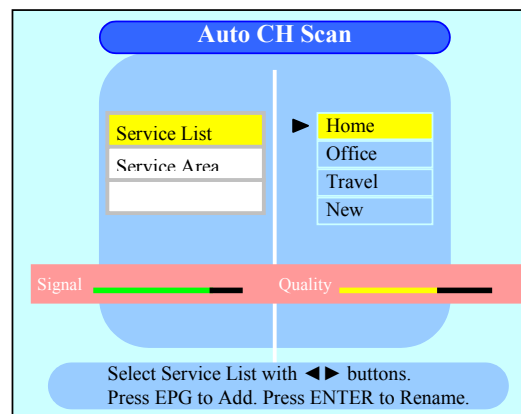 Auto CH Scan
Service List
Service Area
Home
Office
Travel
New
Signal
Quality
Select Service List with ◄► buttons.
Press EPG to Add. Press ENTER to Rename.